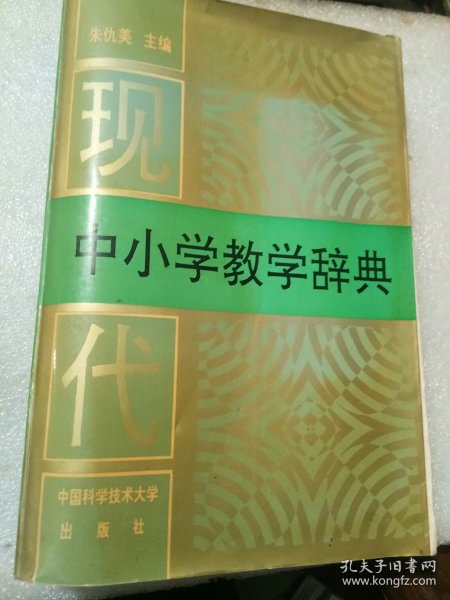 朱仇美 主编
现
中小学教学辞典
代
中国科学技术大学
出版社
孔夫子旧书网
www.kongfz.com